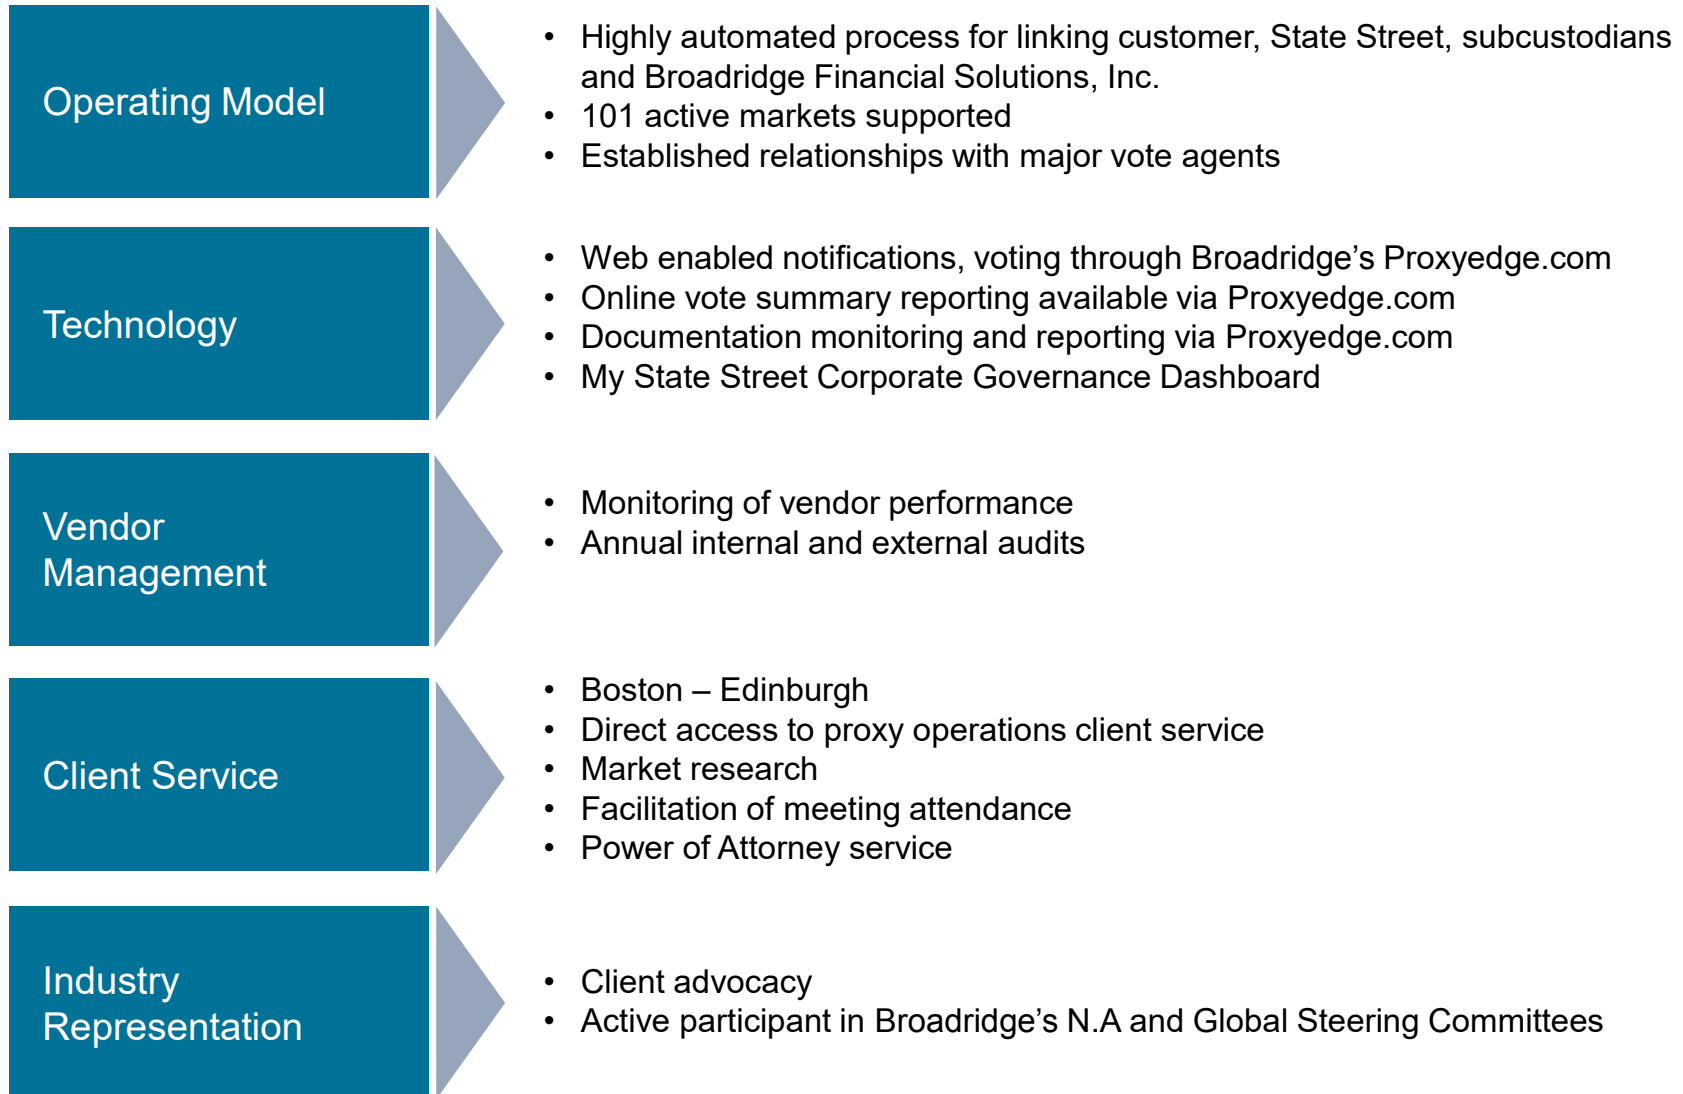 Operating Model
• Highly automated process for linking customer, State Street, subcustodians
and Broadridge Financial Solutions, Inc.
• 101 active markets supported
• Established relationships with major vote agents
Technology
• Web enabled notifications, voting through Broadridge’s Proxyedge.com
• Online vote summary reporting available via Proxyedge.com
• Documentation monitoring and reporting via Proxyedge.com
• My State Street Corporate Governance Dashboard
Vendor
Management
• Monitoring of vendor performance
• Annual internal and external audits
Client Service
• Boston – Edinburgh
• Direct access to proxy operations client service
• Market research
• Facilitation of meeting attendance
• Power of Attorney service
Industry
Representation
• Client advocacy
• Active participant in Broadridge’s N.A and Global Steering Committees